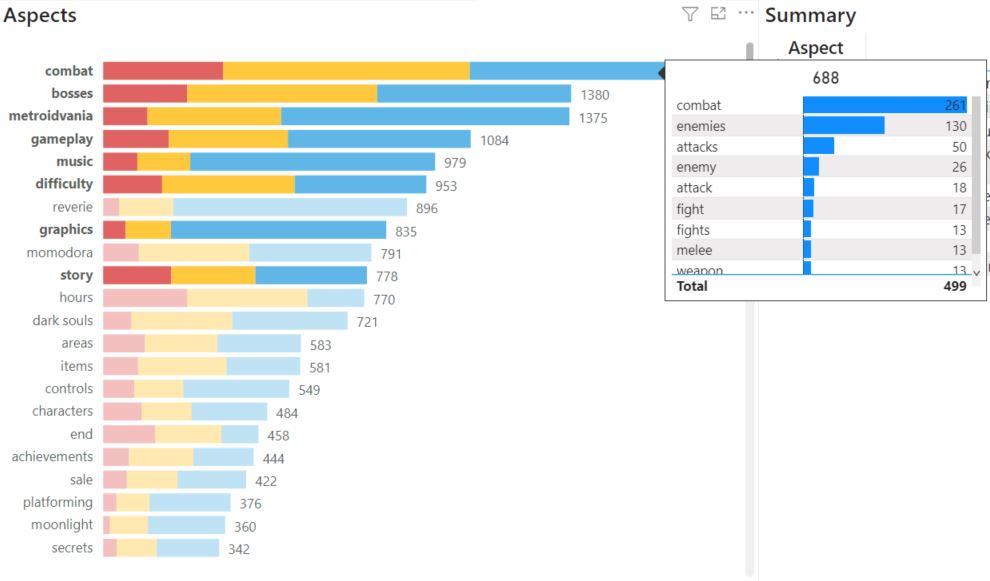 Aspects
Summary
Aspect
combat
bosses 1380
metroidvania 1375
gameplay 1084
music 979
difficulty 953
reverie 896
graphics 835
momodora 791
story 778
hours 770
dark souls 721
areas 583
items 581
controls 549
characters 484
end 458
achievements 444
sale 422
platforming 376
moonlight 360
secrets 342
688
combat 261
enemies 130
attacks 50
enemy 26
attack 18
fight 17
fights 13
melee 13
weapon 13
Total 499